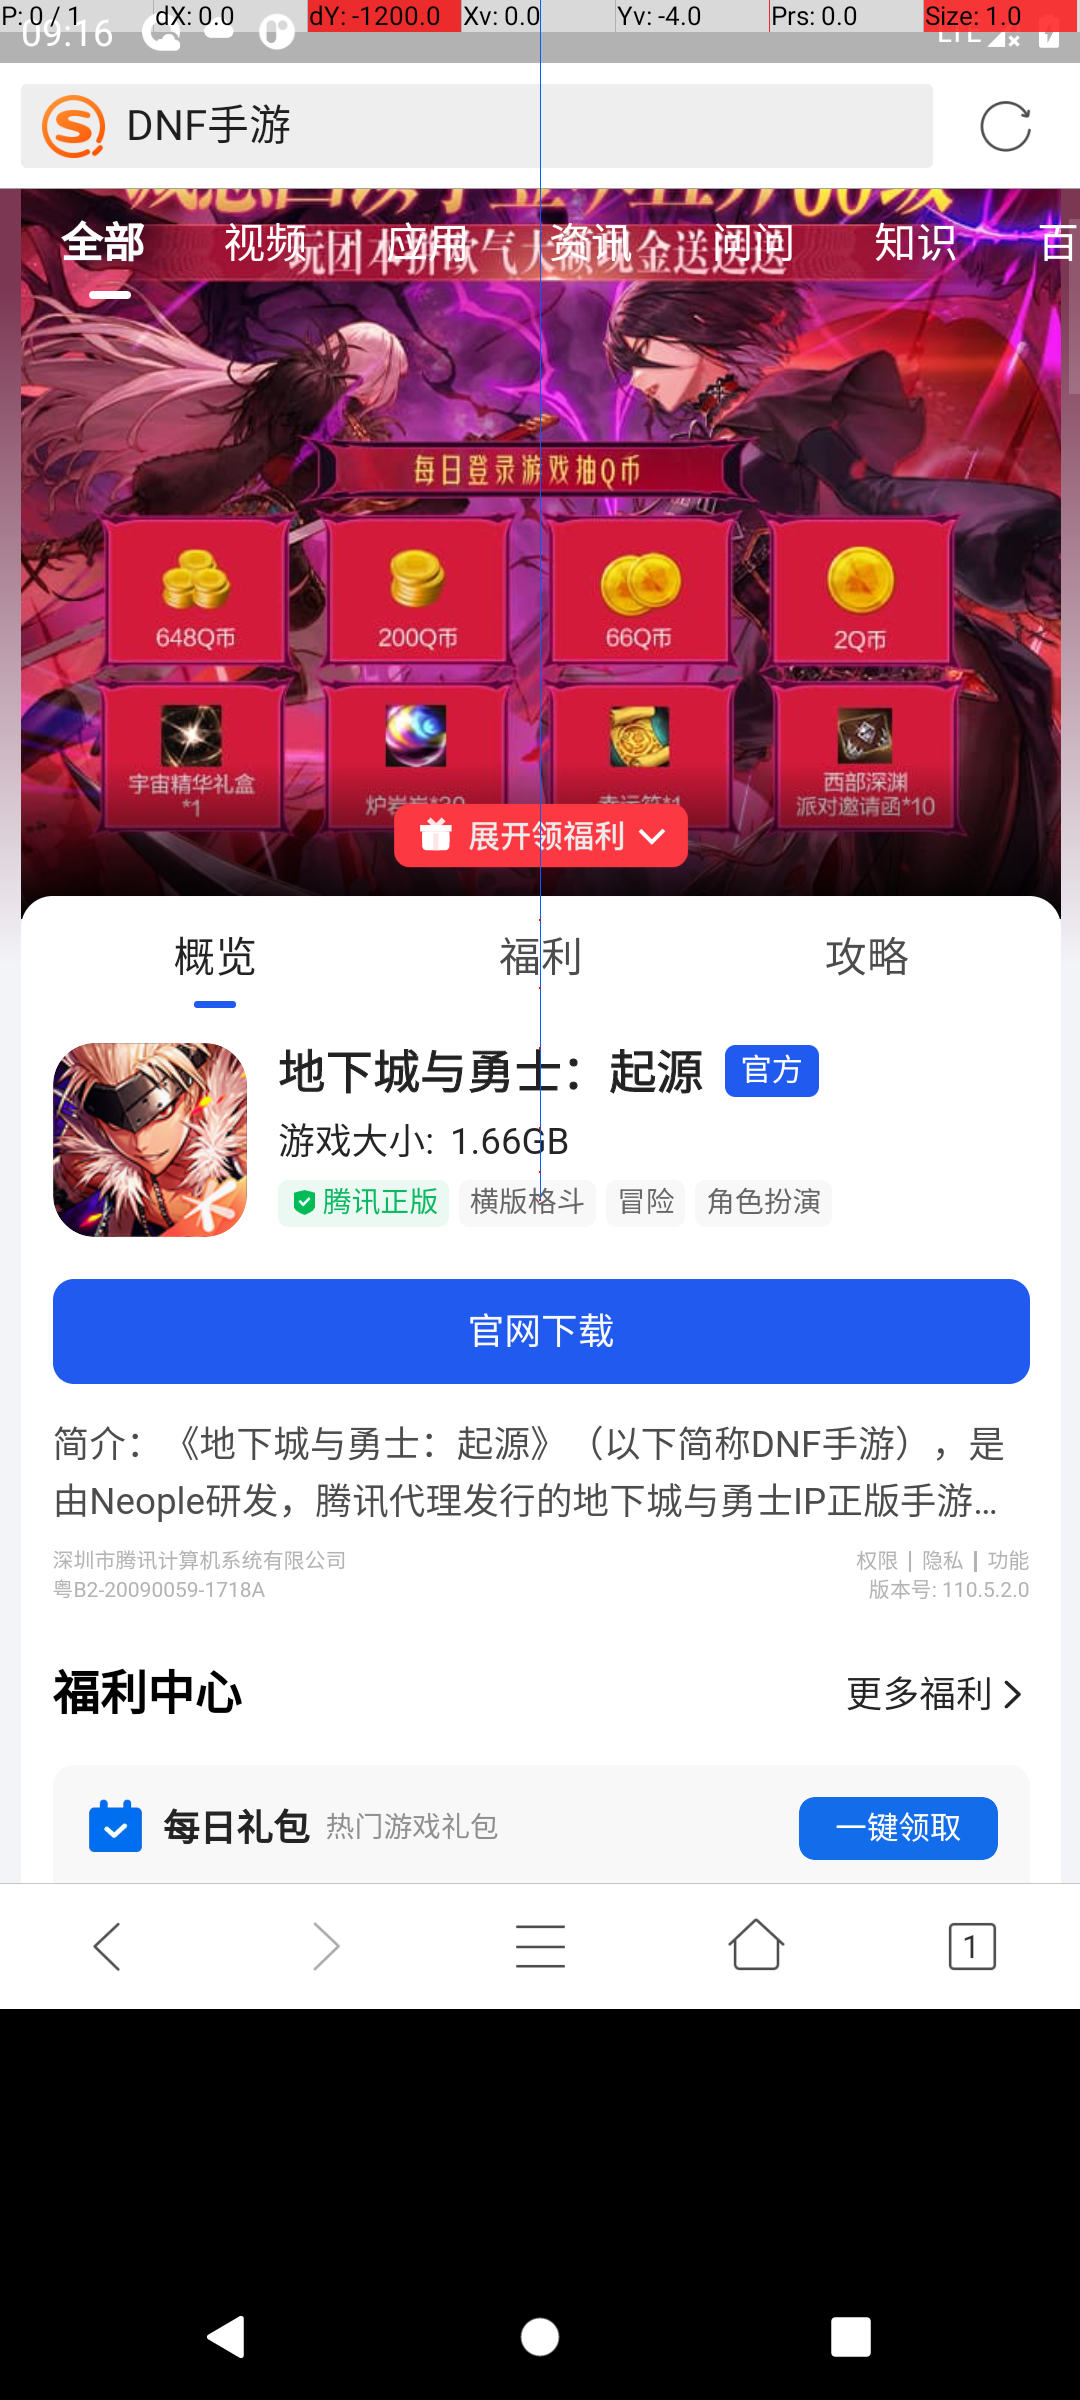 P: 0 / 1 dX: 0.0 dY: -1200.0 Xv: 0.0 Yv: -4.0 Prs: 0.0 Size: 1.0
09:16 LTE
DNF手游
全部 视频 应用 资讯 问问 知识 百
每日登录游戏抽Q币
648Q币 200Q币 66Q币 2Q币
宇宙精华礼盒 西部深渊
*1 炉岩炭*30 幸运符*1 派对邀请函*10
展开领福利
概览 福利 攻略
地下城与勇士：起源 官方
游戏大小: 1.66GB
腾讯正版 横版格斗 冒险 角色扮演
官网下载
简介：《地下城与勇士：起源》（以下简称DNF手游），是
由Neople研发，腾讯代理发行的地下城与勇士IP正版手游...
深圳市腾讯计算机系统有限公司 权限 | 隐私 | 功能
粤B2-20090059-1718A 版本号: 110.5.2.0
福利中心 更多福利
每日礼包 热门游戏礼包 一键领取
1